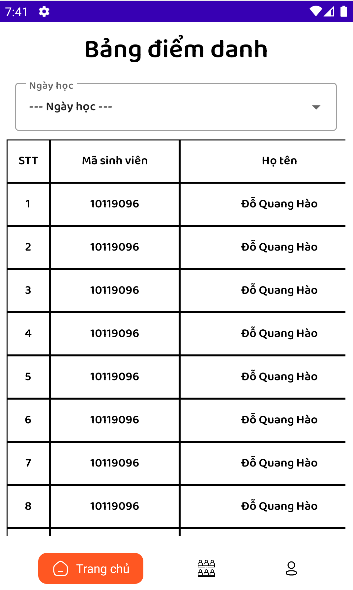 7:41
Bảng điểm danh
Ngày học
--- Ngày học ---
STT Mã sinh viên Họ tên
1 10119096 Đỗ Quang Hào
2 10119096 Đỗ Quang Hào
3 10119096 Đỗ Quang Hào
4 10119096 Đỗ Quang Hào
5 10119096 Đỗ Quang Hào
6 10119096 Đỗ Quang Hào
7 10119096 Đỗ Quang Hào
8 10119096 Đỗ Quang Hào
Trang chủ